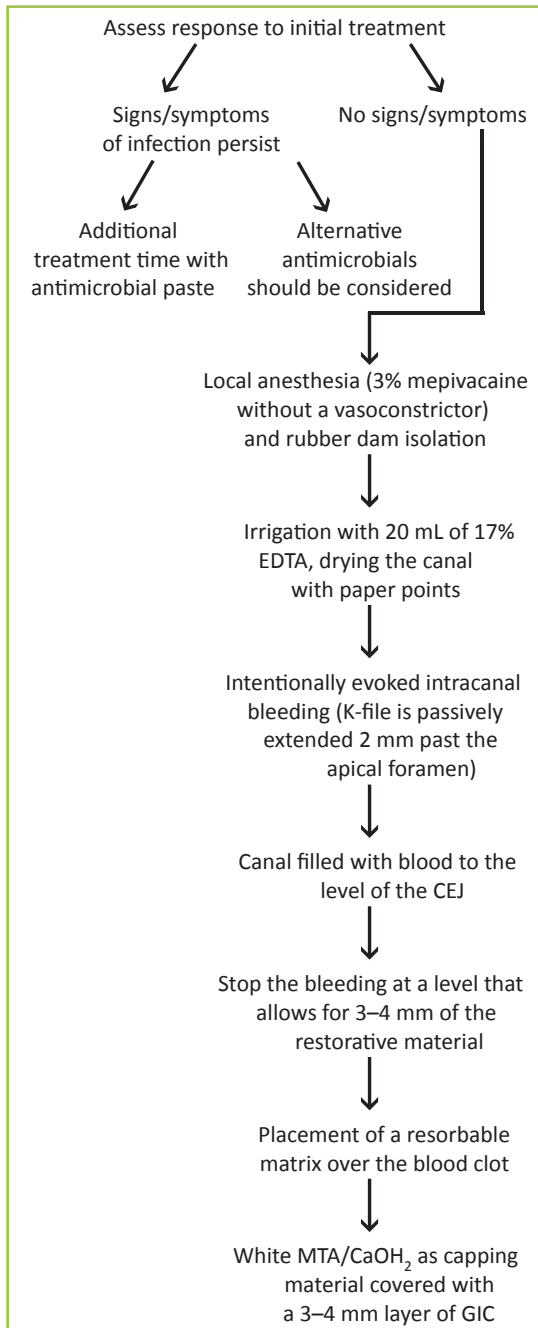 Assess response to initial treatment
Signs/symptoms
of infection persist
No signs/symptoms
Additional
treatment time with
antimicrobial paste
Alternative
antimicrobials
should be considered
Local anesthesia (3% mepivacaine
without a vasoconstrictor)
and rubber dam isolation
Irrigation with 20 mL of 17%
EDTA, drying the canal
with paper points
Intentionally evoked intracanal
bleeding (K-file is passively
extended 2 mm past the
apical foramen)
Canal filled with blood to the
level of the CEJ
Stop the bleeding at a level that
allows for 3–4 mm of the
restorative material
Placement of a resorbable
matrix over the blood clot
White MTA/CaOH₂ as capping
material covered with
a 3–4 mm layer of GIC